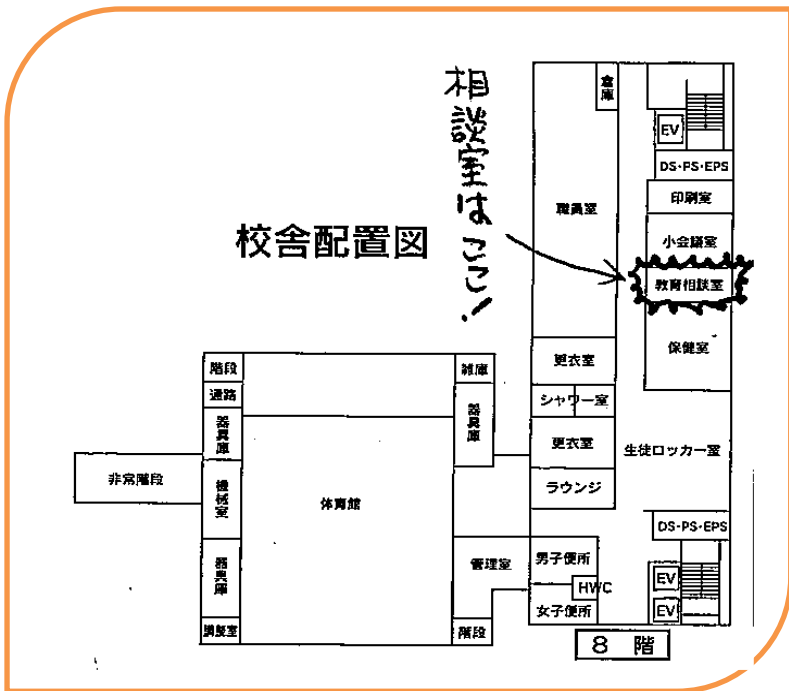 校舎配置図
相談室はここ!
倉庫
EV
DS・PS・EPS
印刷室
職員室
小会議室
教育相談室
保健室
更衣室
シャワー室
更衣室
生徒ロッカー室
ラウンジ
DS・PS・EPS
男子便所
HWC
女子便所
EV
EV
階段
通路
器具庫
機械室
非常階段
器具庫
調整室
体育館
雑庫
器具庫
管理室
階段
8 階